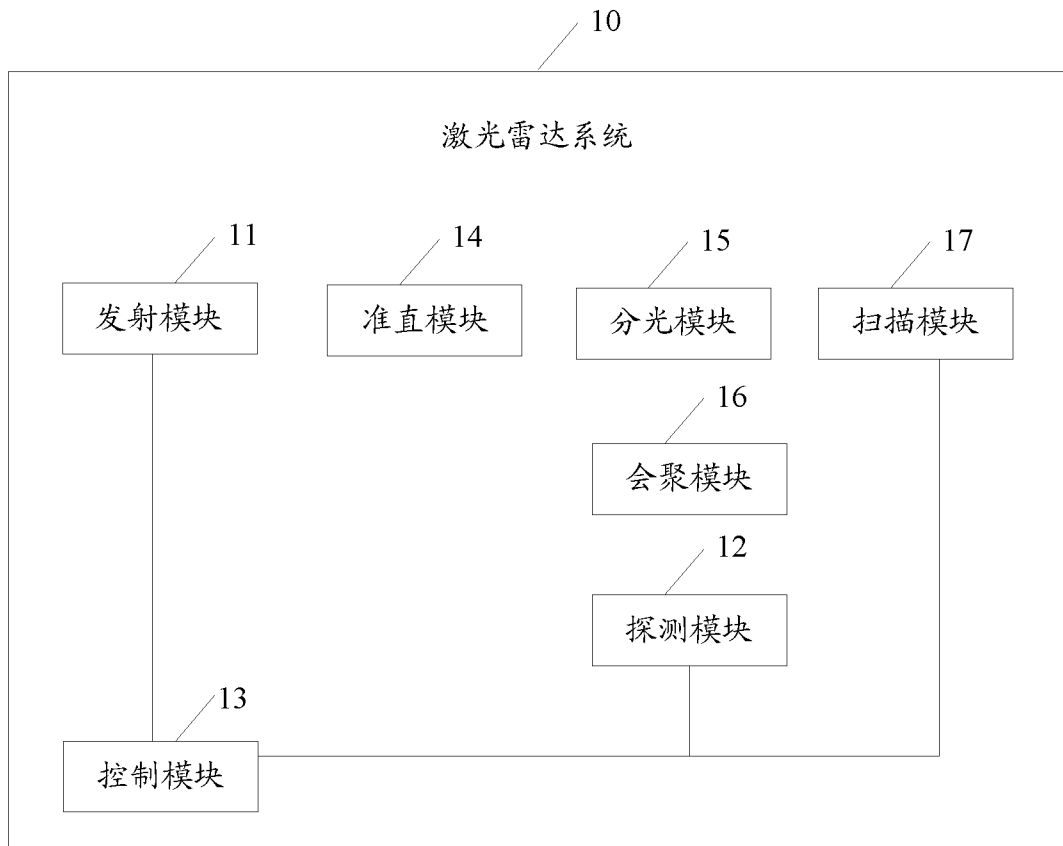 10
激光雷达系统
11
14
15
17
发射模块
准直模块
分光模块
扫描模块
16
会聚模块
12
探测模块
13
控制模块